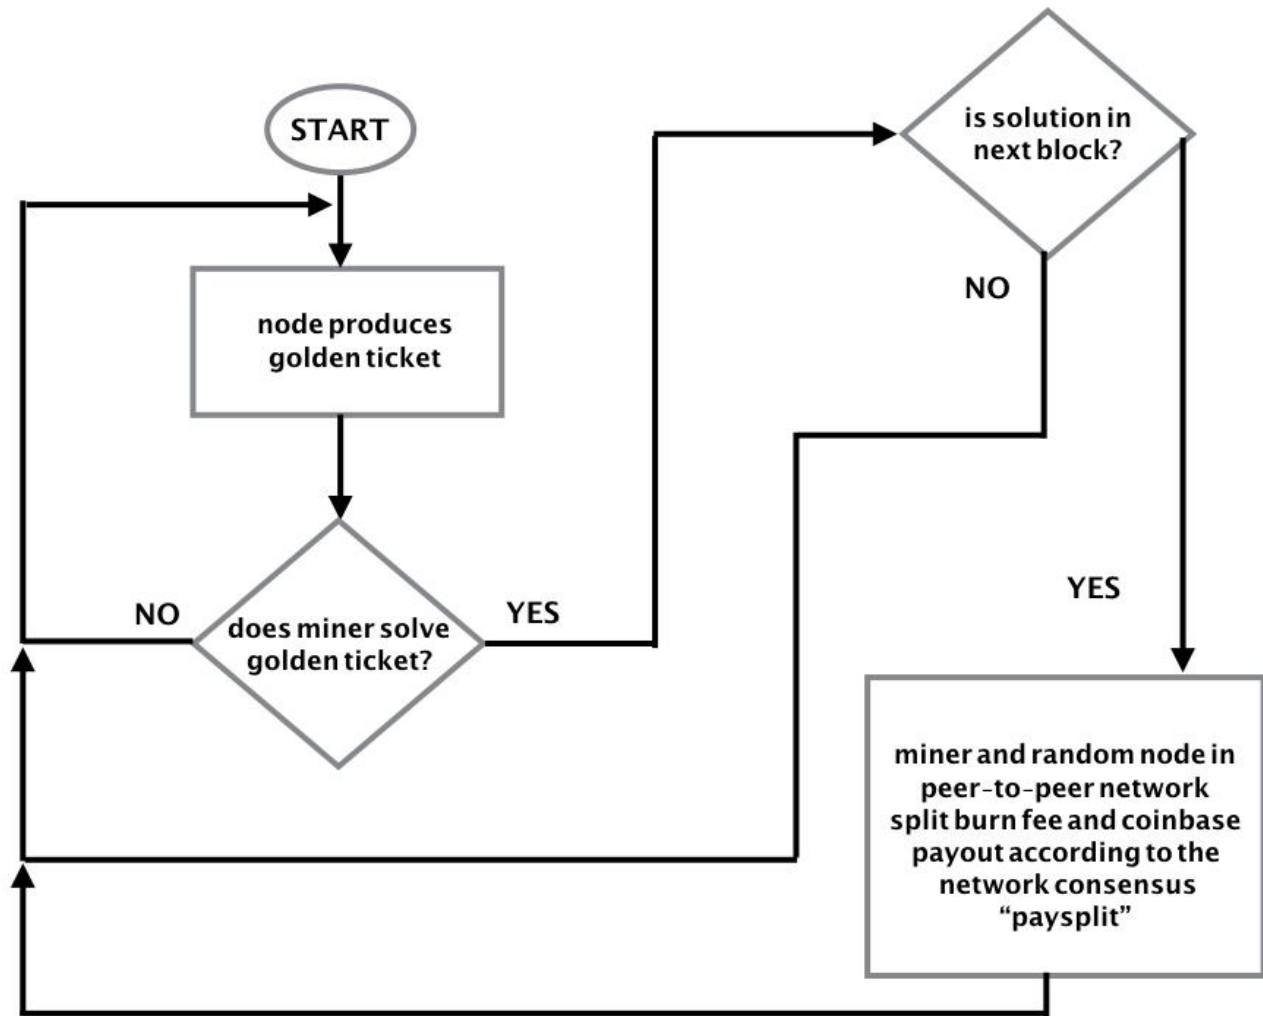 START
node produces
golden ticket
does miner solve
golden ticket?
NO
YES
is solution in
next block?
NO
YES
miner and random node in
peer-to-peer network
split burn fee and coinbase
payout according to the
network consensus
“paysplit”